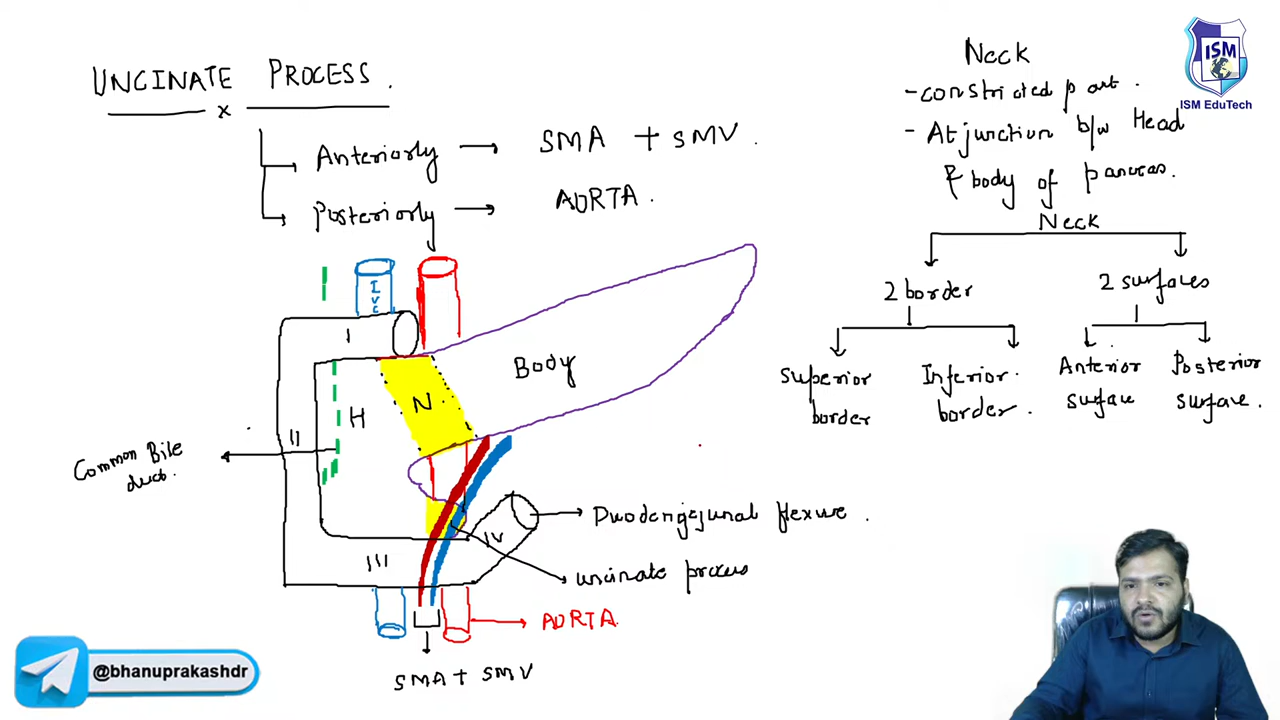 UNCINATE PROCESS.
x
Anteriorly → SMA + SMV.
Posteriorly → AORTA.
IVC
I
II
III
IV
H
N
Body
Common Bile
duct.
Duodenojejunal flexure.
uncinate process
AORTA
SMA + SMV
Neck
- constricted part.
- At junction b/w Head
& body of pancreas.
Neck
2 border
2 surfaces
Superior
border
Inferior
border.
Anterior
surface
Posterior
surface.
ISM
ISM EduTech
@bhanuprakashdr